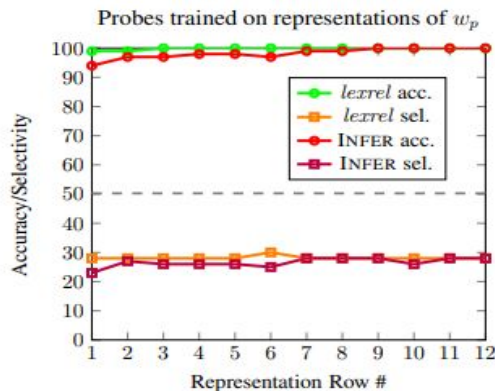 Probes trained on representations of w_p
100
90
80
70
60
50
40
30
20
10
0
Accuracy/Selectivity
lexrel acc.
lexrel sel.
INFER acc.
INFER sel.
1 2 3 4 5 6 7 8 9 10 11 12
Representation Row #